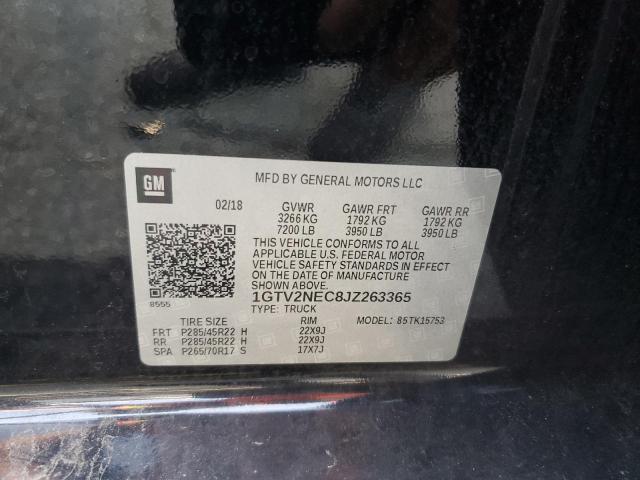 GM
MFD BY GENERAL MOTORS LLC
02/18 GVWR GAWR FRT GAWR RR
3266 KG 1792 KG 1792 KG
7200 LB 3950 LB 3950 LB
THIS VEHICLE CONFORMS TO ALL
APPLICABLE U.S. FEDERAL MOTOR
VEHICLE SAFETY STANDARDS IN EFFECT
ON THE DATE OF MANUFACTURE
SHOWN ABOVE.
8555
1GTV2NEC8JZ263365
TYPE: TRUCK
TIRE SIZE RIM MODEL: 85TK15753
FRT P285/45R22 H 22X9J
RR P285/45R22 H 22X9J
SPA P265/70R17 S 17X7J